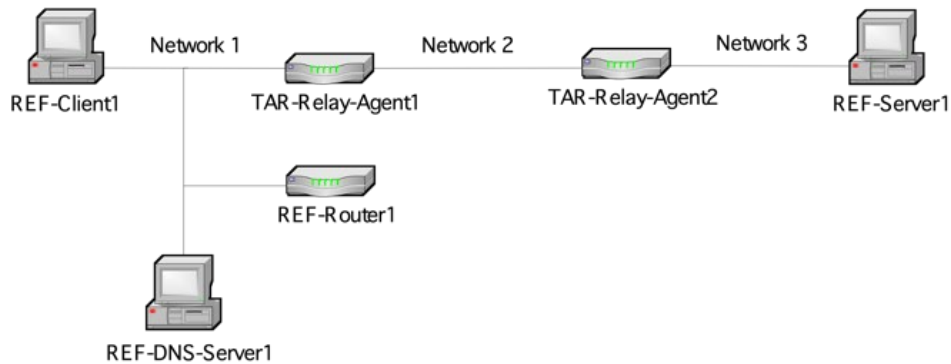 Network 1
Network 2
Network 3
REF-Client1
TAR-Relay-Agent1
TAR-Relay-Agent2
REF-Server1
REF-Router1
REF-DNS-Server1